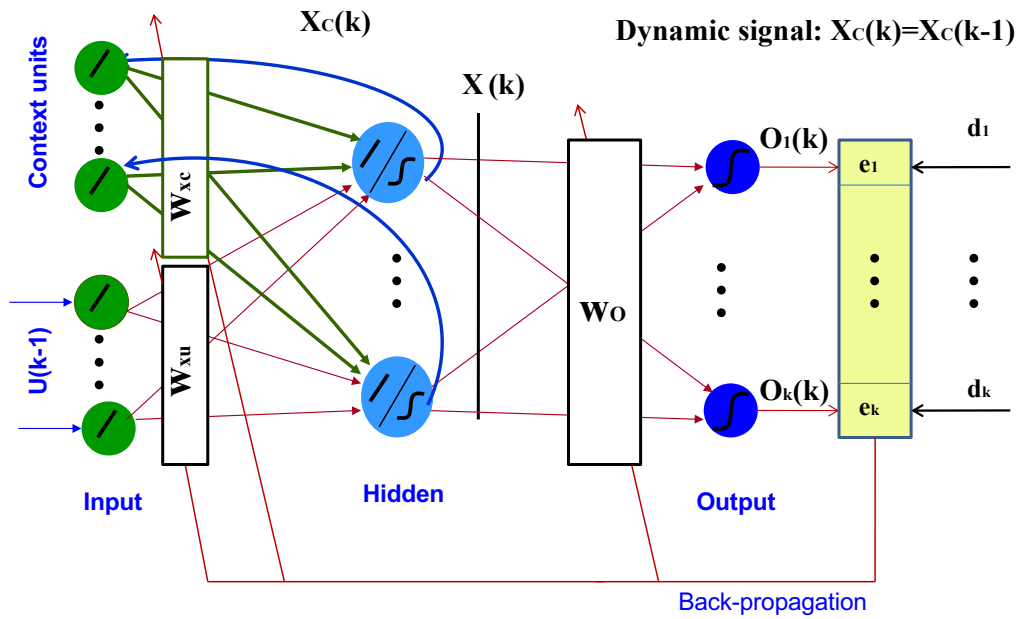 Xc(k)
Dynamic signal: Xc(k)=Xc(k-1)
Context units
X (k)
Wxc
O1(k)
d1
e1
U(k-1)
Wxu
Wo
Ok(k)
dk
ek
Input
Hidden
Output
Back-propagation